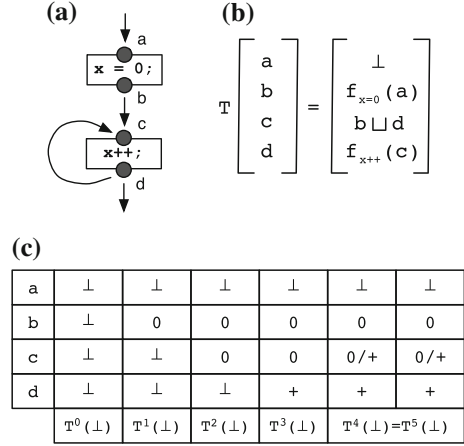 (a)
a
x = 0;
b
c
x++;
d
(b)
T [ a b c d ] = [ ⊥ f_{x=0}(a) b ⊔ d f_{x++}(c) ]
(c)
a ⊥ ⊥ ⊥ ⊥ ⊥ ⊥
b ⊥ 0 0 0 0 0
c ⊥ ⊥ 0 0 0/+ 0/+
d ⊥ ⊥ ⊥ + + +
T⁰(⊥) T¹(⊥) T²(⊥) T³(⊥) T⁴(⊥)=T⁵(⊥)